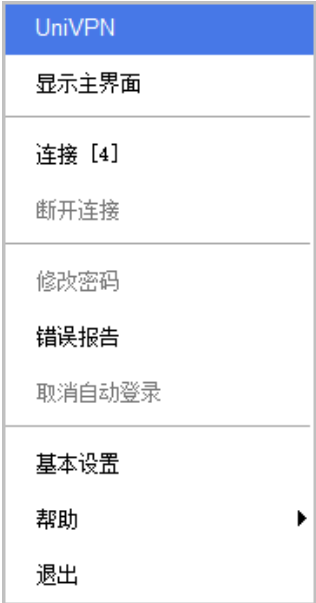 UniVPN
显示主界面
连接 [4]
断开连接
修改密码
错误报告
取消自动登录
基本设置
帮助
退出